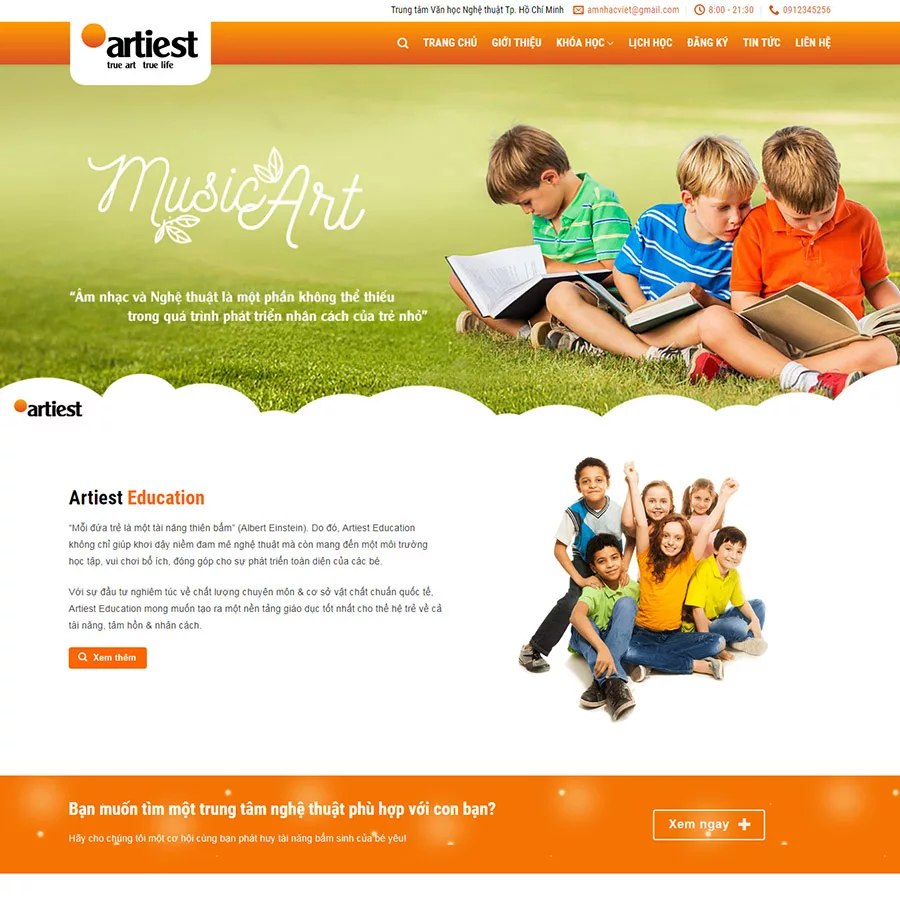 Trung tâm Văn học Nghệ thuật Tp. Hồ Chí Minh amnhacviet@gmail.com 8:00 - 21:30 0912345256
artiest
true art true life
TRANG CHỦ GIỚI THIỆU KHÓA HỌC LỊCH HỌC ĐĂNG KÝ TIN TỨC LIÊN HỆ
Music Art
“Âm nhạc và Nghệ thuật là một phần không thể thiếu
trong quá trình phát triển nhân cách của trẻ nhỏ”
artiest
Artiest Education
“Mỗi đứa trẻ là một tài năng thiên bẩm” (Albert Einstein). Do đó, Artiest Education
không chỉ giúp khơi dậy niềm đam mê nghệ thuật mà còn mang đến một môi trường
học tập, vui chơi bổ ích, đóng góp cho sự phát triển toàn diện của các bé.
Với sự đầu tư nghiêm túc về chất lượng chuyên môn & cơ sở vật chất chuẩn quốc tế,
Artiest Education mong muốn tạo ra một nền tảng giáo dục tốt nhất cho thế hệ trẻ về cả
tài năng, tâm hồn & nhân cách.
Xem thêm
Bạn muốn tìm một trung tâm nghệ thuật phù hợp với con bạn?
Hãy cho chúng tôi một cơ hội cùng bạn phát huy tài năng bẩm sinh của bé yêu!
Xem ngay